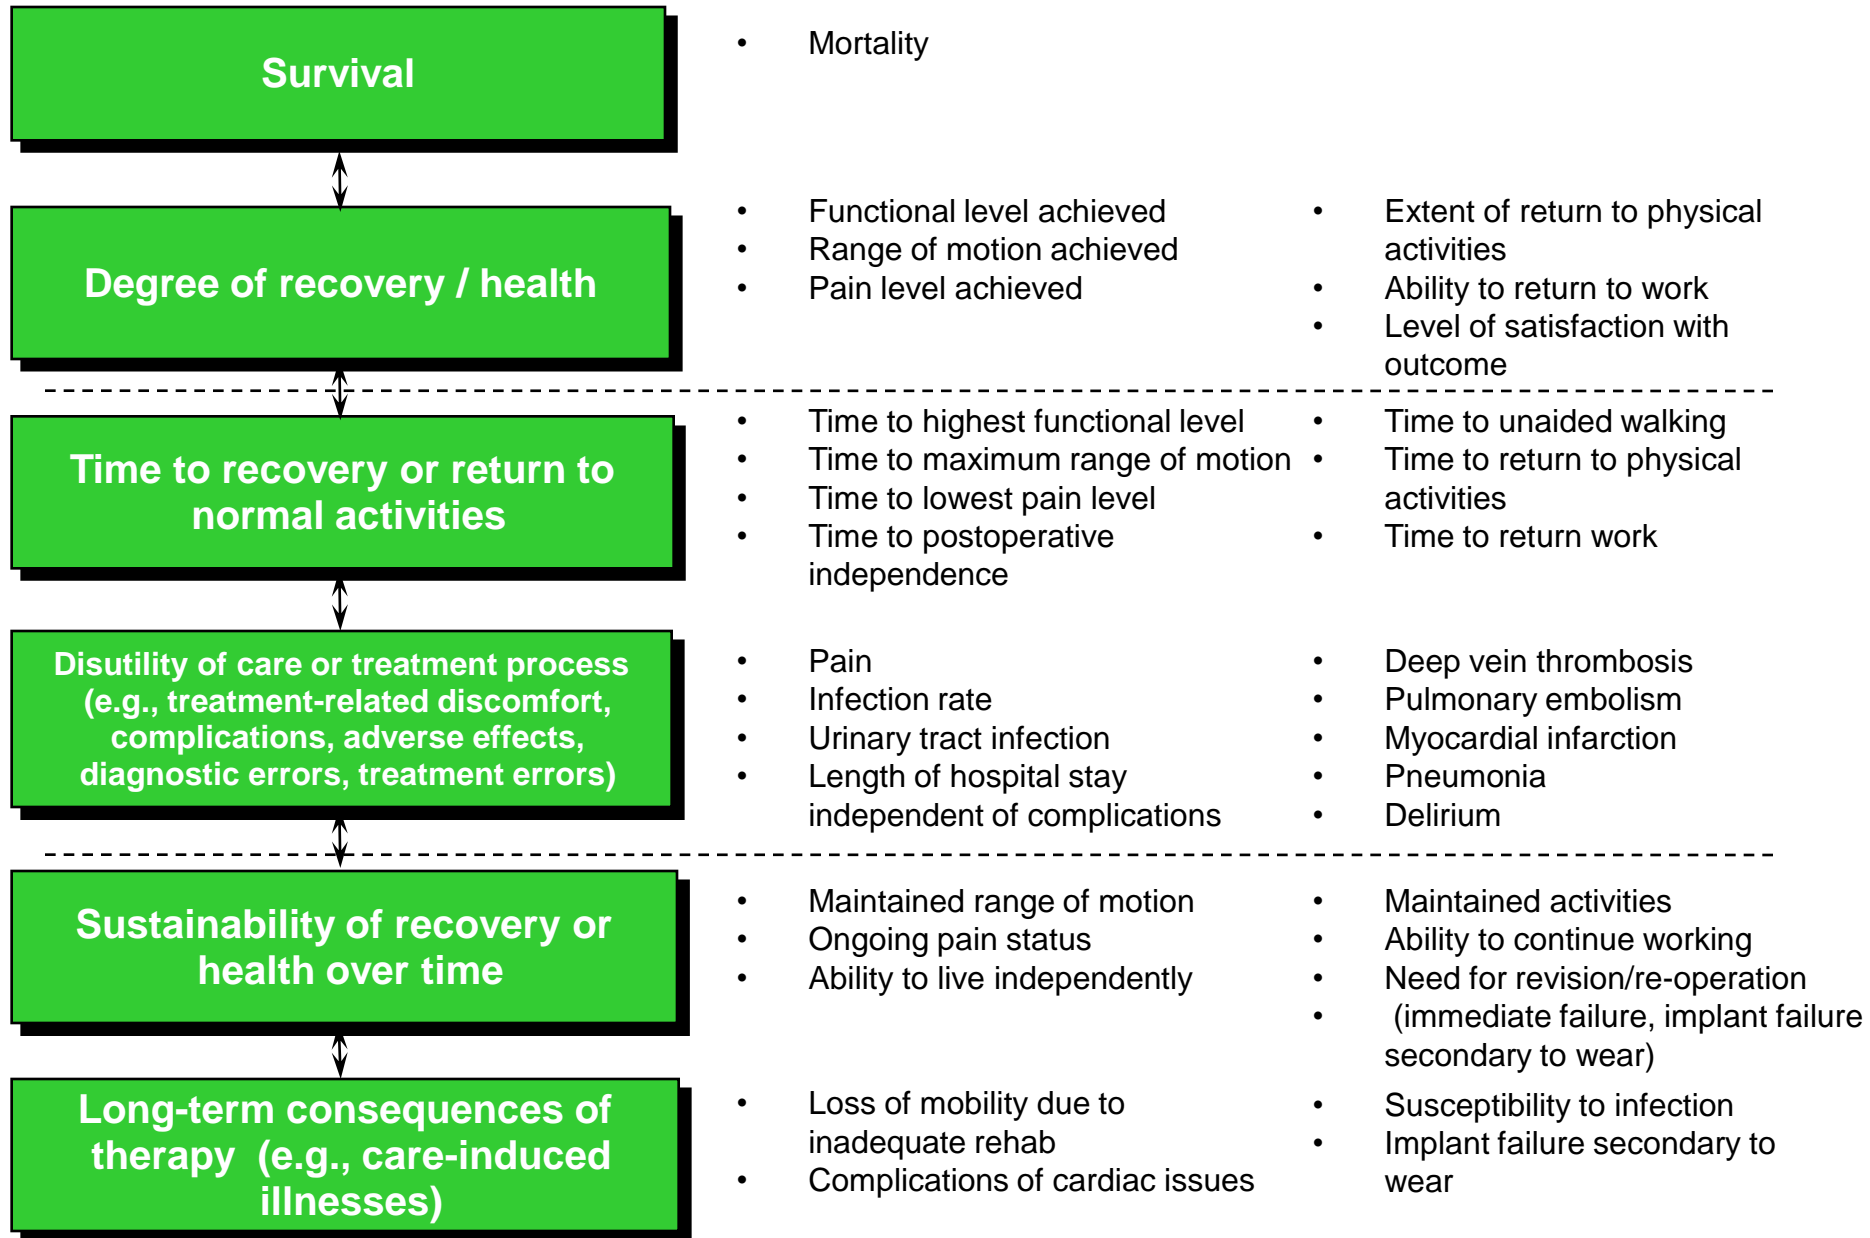 Survival
• Mortality
Degree of recovery / health
• Functional level achieved
• Range of motion achieved
• Pain level achieved
• Extent of return to physical
activities
• Ability to return to work
• Level of satisfaction with
outcome
Time to recovery or return to
normal activities
• Time to highest functional level
• Time to maximum range of motion
• Time to lowest pain level
• Time to postoperative
independence
• Time to unaided walking
• Time to return to physical
activities
• Time to return work
Disutility of care or treatment process
(e.g., treatment-related discomfort,
complications, adverse effects,
diagnostic errors, treatment errors)
• Pain
• Infection rate
• Urinary tract infection
• Length of hospital stay
independent of complications
• Deep vein thrombosis
• Pulmonary embolism
• Myocardial infarction
• Pneumonia
• Delirium
Sustainability of recovery or
health over time
• Maintained range of motion
• Ongoing pain status
• Ability to live independently
• Maintained activities
• Ability to continue working
• Need for revision/re-operation
• (immediate failure, implant failure
secondary to wear)
Long-term consequences of
therapy (e.g., care-induced
illnesses)
• Loss of mobility due to
inadequate rehab
• Complications of cardiac issues
• Susceptibility to infection
• Implant failure secondary to
wear